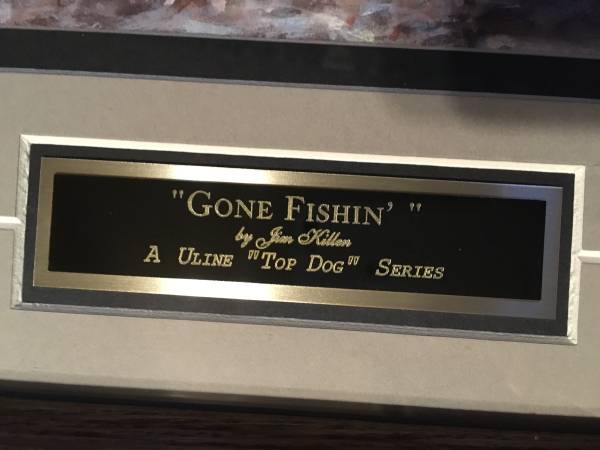 "GONE FISHIN' "
by Jim Killen
A ULINE "TOP DOG" SERIES